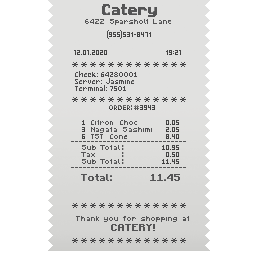 Catery
6422 Sparsholt Lane
(955)531-8471
12.01.2020 19:21
********************
Check: 64280001
Server: Jasmine
Terminal: 7501
********************
ORDER: #3943
1 Citron Choc 0.05
3 Nagata Sashimi 2.05
6 TST Cone 8.40
Sub Total: 10.95
Tax : 0.50
Sub Total: 11.45
Total: 11.45
********************
Thank you for shopping at
CATERY!
********************